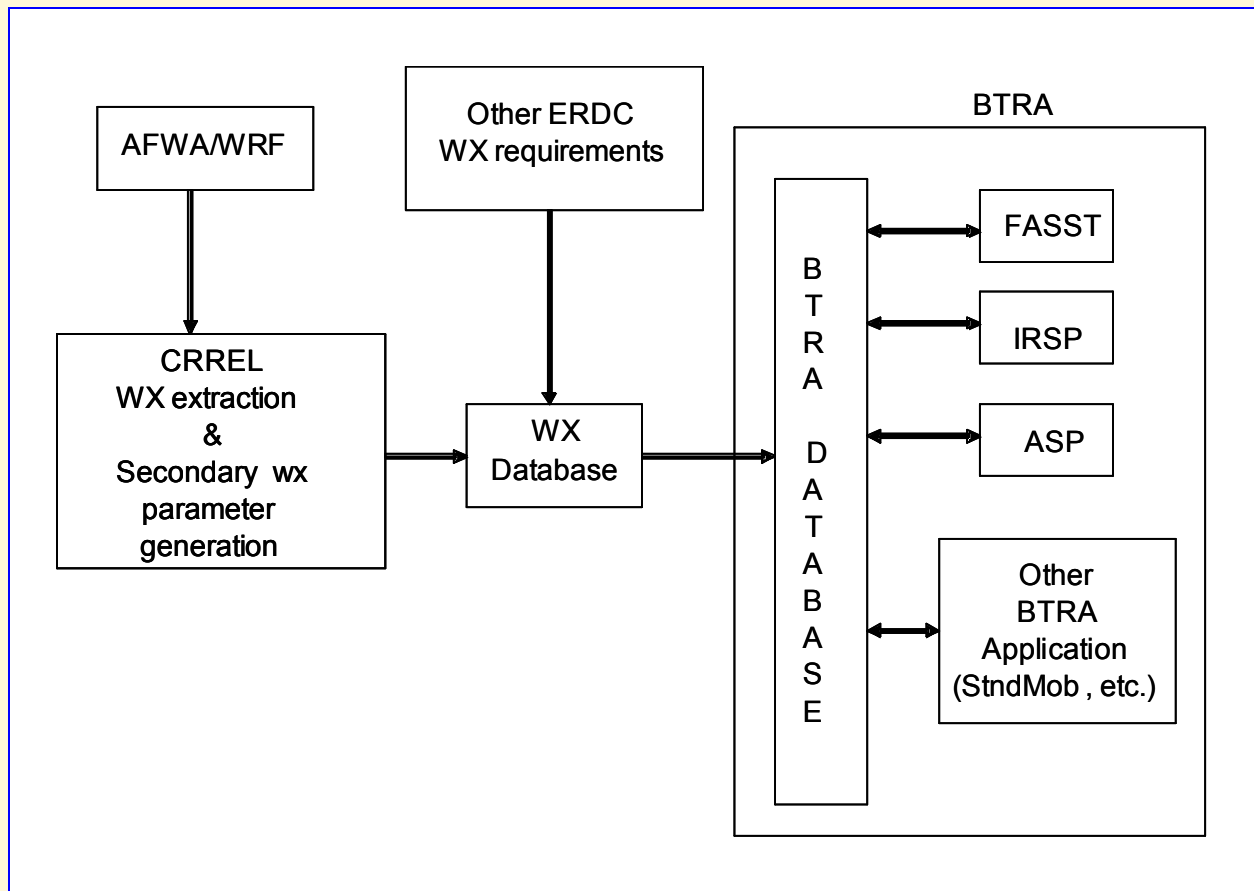 AFWA/WRF
Other ERDC
WX requirements
CRREL
WX extraction
&
Secondary wx
parameter
generation
WX
Database
BTRA
B
T
R
A
D
A
T
A
B
A
S
E
FASST
IRSP
ASP
Other
BTRA
Application
(StndMob , etc.)